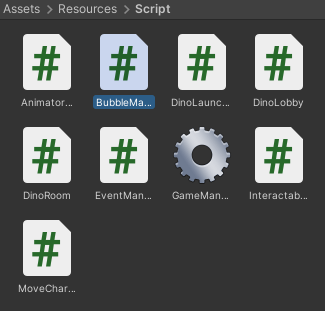 Assets > Resources > Script
Animator...
BubbleMa...
DinoLaunc...
DinoLobby
DinoRoom
EventMan...
GameMan...
Interactab...
MoveChar...